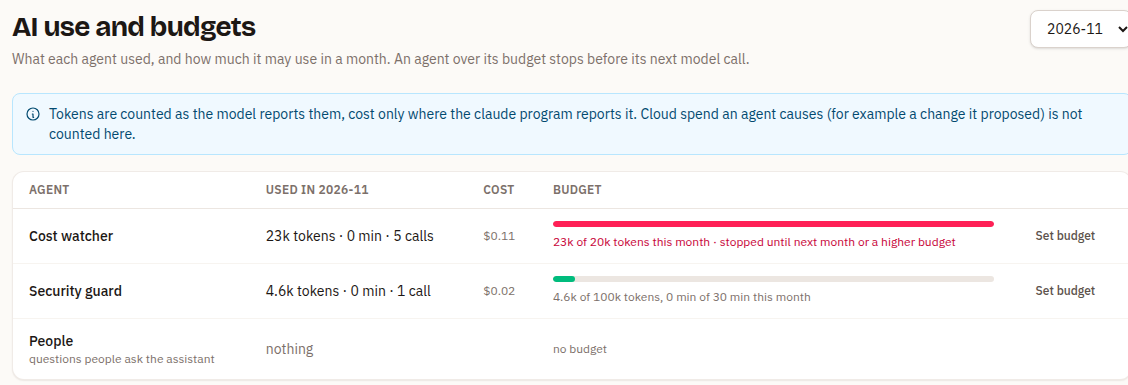 AI use and budgets
2026-11
What each agent used, and how much it may use in a month. An agent over its budget stops before its next model call.
Tokens are counted as the model reports them, cost only where the claude program reports it. Cloud spend an agent causes (for example a change it proposed) is not
counted here.
AGENT USED IN 2026-11 COST BUDGET
Cost watcher 23k tokens · 0 min · 5 calls $0.11 23k of 20k tokens this month · stopped until next month or a higher budget Set budget
Security guard 4.6k tokens · 0 min · 1 call $0.02 4.6k of 100k tokens, 0 min of 30 min this month Set budget
People nothing no budget
questions people ask the assistant